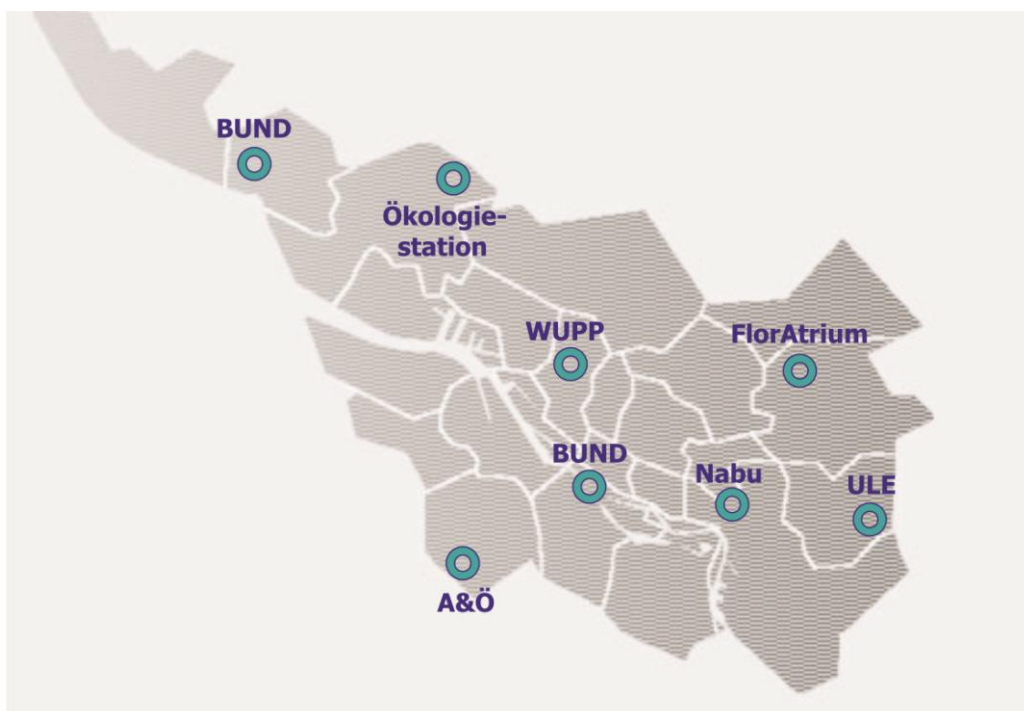 BUND
Ökologie-
station
WUPP
FlorAtrium
BUND
Nabu
ULE
A&Ö